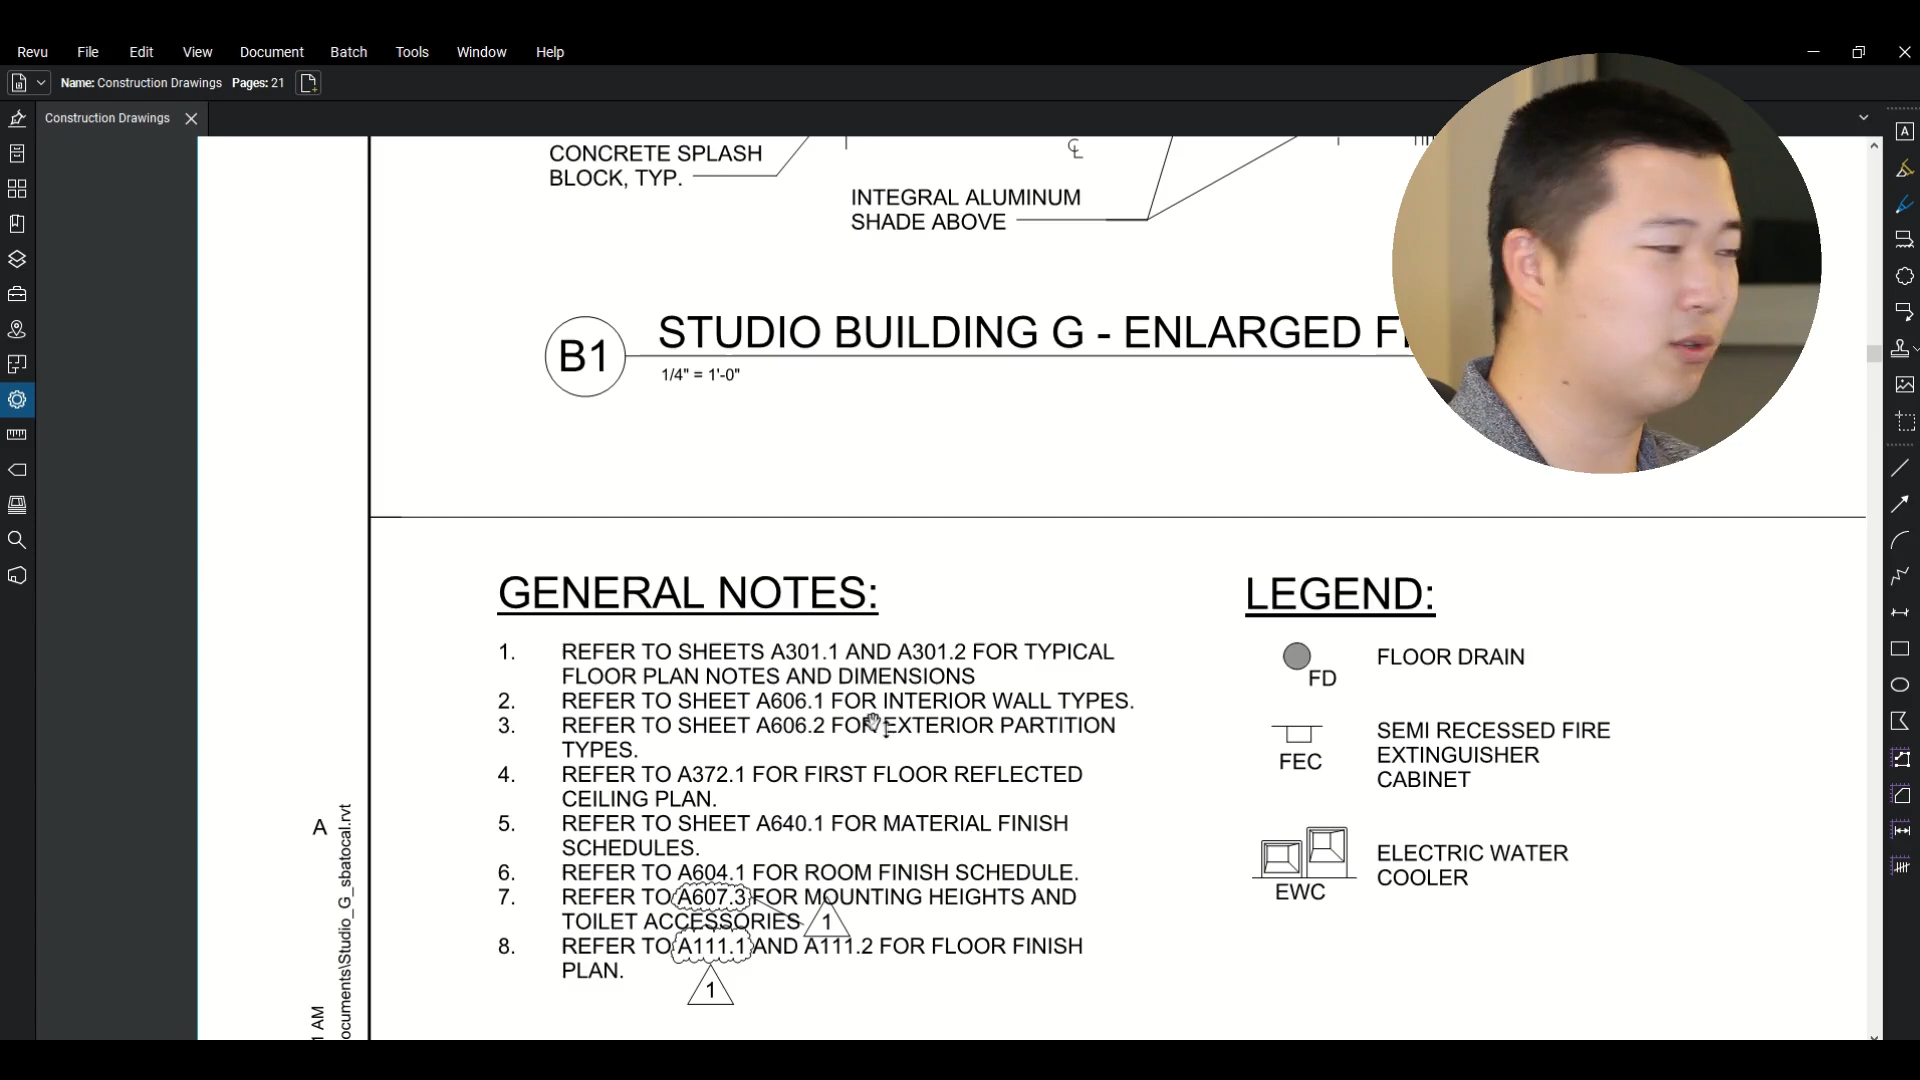 Revu File Edit View Document Batch Tools Window Help
Name: Construction Drawings Pages: 21
Construction Drawings
CONCRETE SPLASH
BLOCK, TYP.
INTEGRAL ALUMINUM
SHADE ABOVE
B1
STUDIO BUILDING G - ENLARGED
1/4" = 1'-0"
GENERAL NOTES:
1. REFER TO SHEETS A301.1 AND A301.2 FOR TYPICAL
FLOOR PLAN NOTES AND DIMENSIONS
2. REFER TO SHEET A606.1 FOR INTERIOR WALL TYPES.
3. REFER TO SHEET A606.2 FOR EXTERIOR PARTITION
TYPES.
4. REFER TO A372.1 FOR FIRST FLOOR REFLECTED
CEILING PLAN.
5. REFER TO SHEET A640.1 FOR MATERIAL FINISH
SCHEDULES.
6. REFER TO A604.1 FOR ROOM FINISH SCHEDULE.
7. REFER TO A607.3 FOR MOUNTING HEIGHTS AND
TOILET ACCESSORIES 1
8. REFER TO A111.1 AND A111.2 FOR FLOOR FINISH
PLAN.
1
LEGEND:
FD
FLOOR DRAIN
FEC
SEMI RECESSED FIRE
EXTINGUISHER
CABINET
EWC
ELECTRIC WATER
COOLER
A
AM
ocuments\Studio_G_sbatocal.rvt